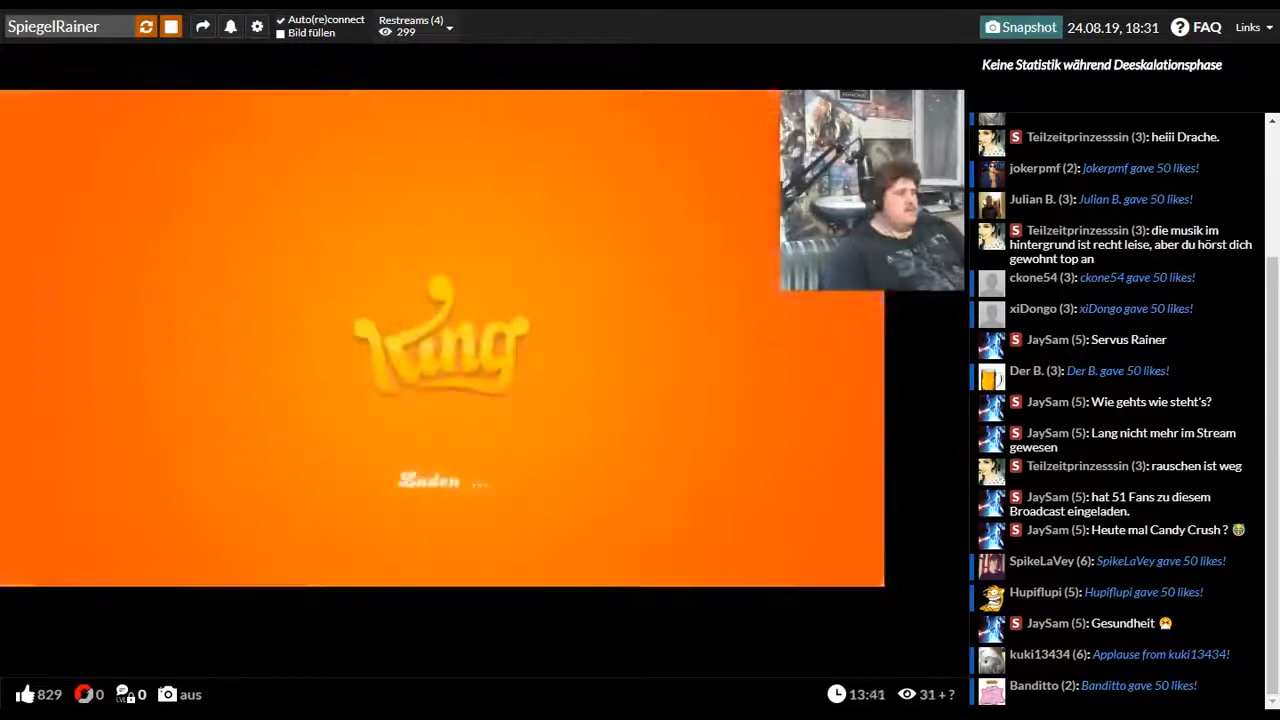 SpiegelRainer
Auto(re)connect
Bild füllen
Restreams (4)
299
Snapshot
24.08.19, 18:31
FAQ
Links
Keine Statistik während Deeskalationsphase
King
Laden ...
S Teilzeitprinzesssin (3): heiii Drache.
jokerpmf (2): jokerpmf gave 50 likes!
Julian B. (3): Julian B. gave 50 likes!
S Teilzeitprinzesssin (3): die musik im
hintergrund ist recht leise, aber du hörst dich
gewohnt top an
ckone54 (3): ckone54 gave 50 likes!
xiDongo (3): xiDongo gave 50 likes!
S JaySam (5): Servus Rainer
Der B. (3): Der B. gave 50 likes!
S JaySam (5): Wie gehts wie steht's?
S JaySam (5): Lang nicht mehr im Stream
gewesen
S Teilzeitprinzesssin (3): rauschen ist weg
S JaySam (5): hat 51 Fans zu diesem
Broadcast eingeladen.
S JaySam (5): Heute mal Candy Crush ?
SpikeLaVey (6): SpikeLaVey gave 50 likes!
Hupiflupi (5): Hupiflupi gave 50 likes!
S JaySam (5): Gesundheit
kuki13434 (6): Applause from kuki13434!
Banditto (2): Banditto gave 50 likes!
829
0
LVL
0
aus
13:41
31 + ?